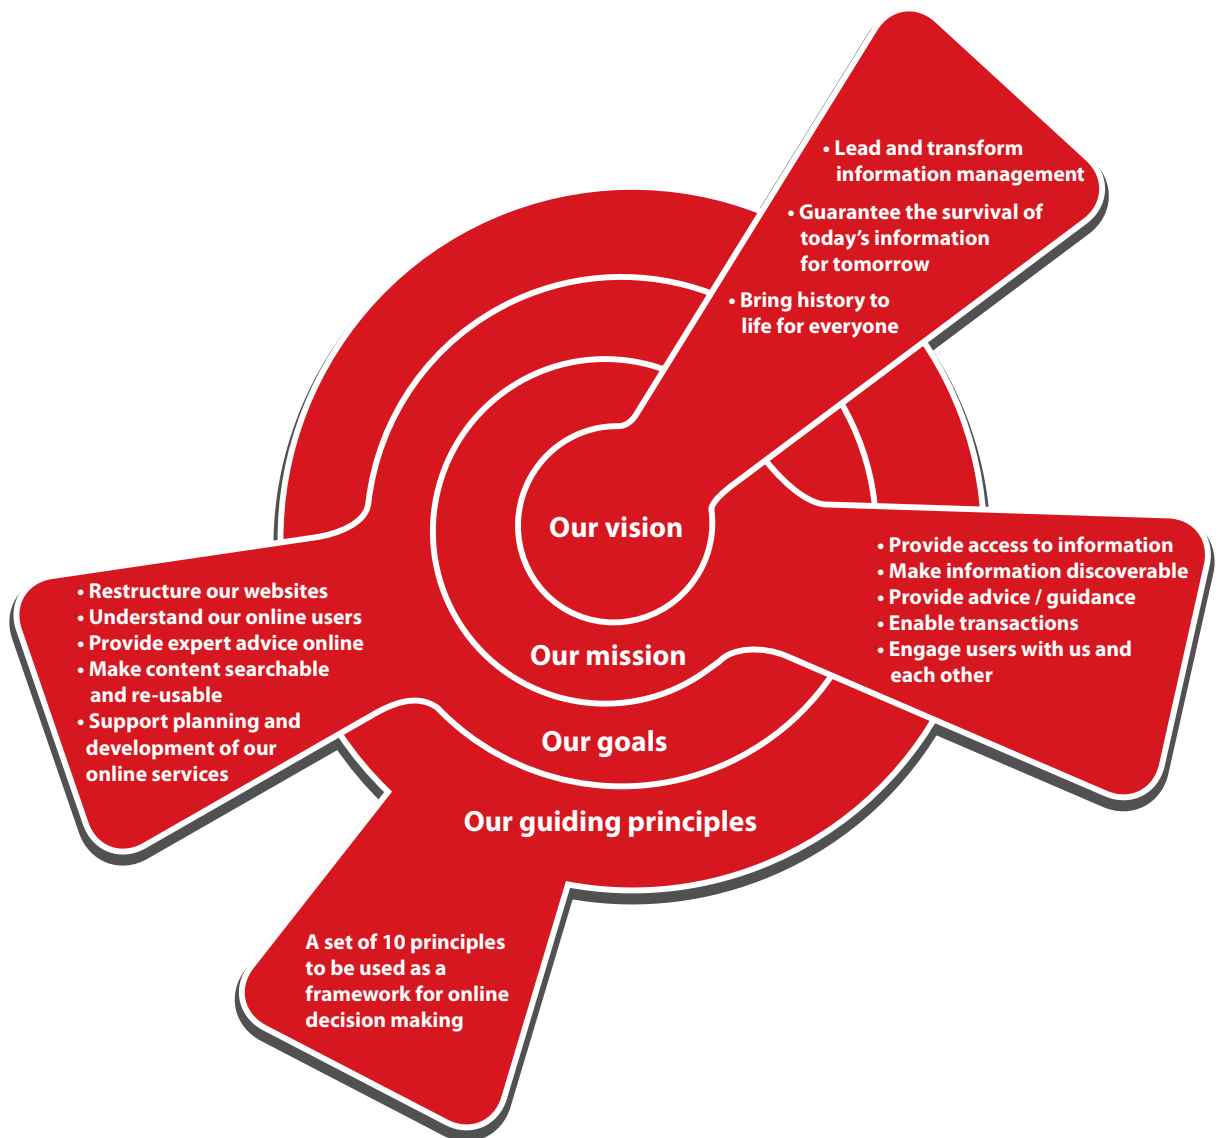 • Lead and transform
information management
• Guarantee the survival of
today’s information
for tomorrow
• Bring history to
life for everyone
Our vision
• Provide access to information
• Make information discoverable
• Provide advice / guidance
• Enable transactions
• Engage users with us and
each other
Our mission
• Restructure our websites
• Understand our online users
• Provide expert advice online
• Make content searchable
and re-usable
• Support planning and
development of our
online services
Our goals
Our guiding principles
A set of 10 principles
to be used as a
framework for online
decision making